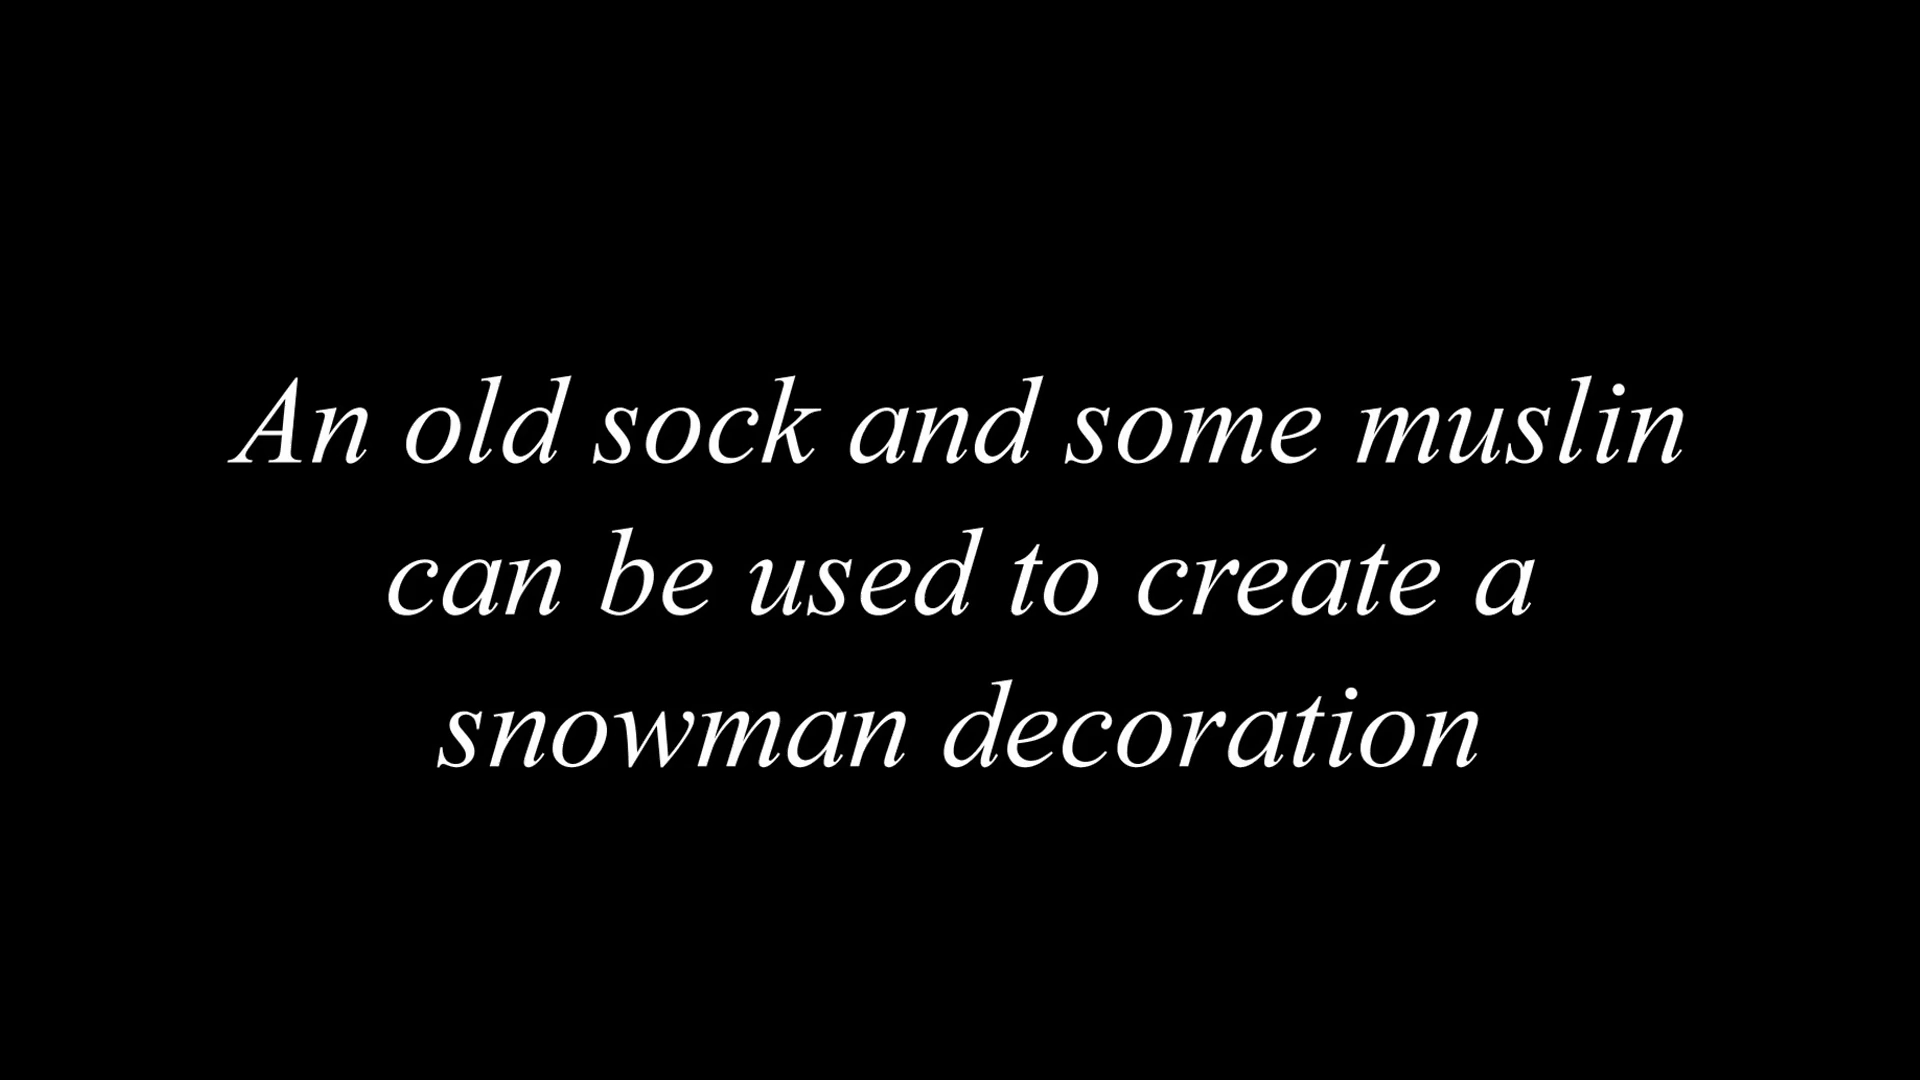 An old sock and some muslin
can be used to create a
snowman decoration